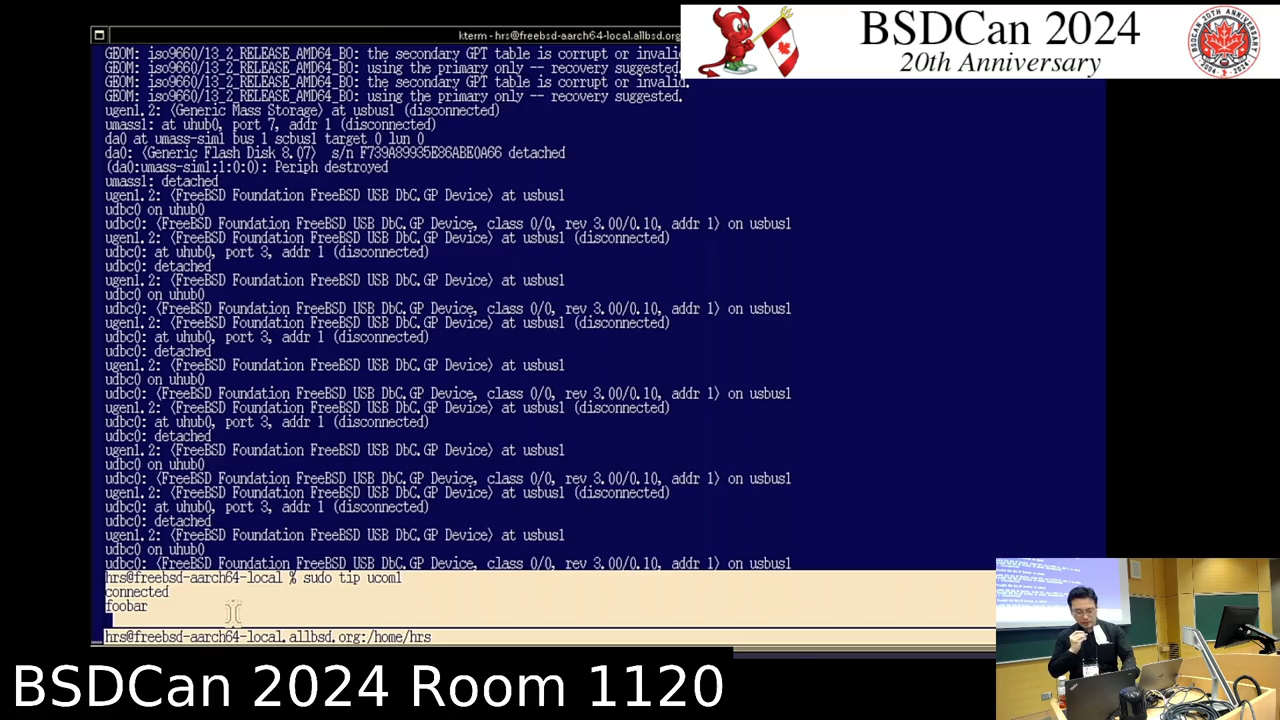 kterm - hrs@freebsd-aarch64-local.allbsd.org
BSDCan 2024
20th Anniversary
GEOM: iso9660/13_2_RELEASE_AMD64_BO: the secondary GPT table is corrupt or invalid.
GEOM: iso9660/13_2_RELEASE_AMD64_BO: using the primary only -- recovery suggested.
GEOM: iso9660/13_2_RELEASE_AMD64_BO: the secondary GPT table is corrupt or invalid.
GEOM: iso9660/13_2_RELEASE_AMD64_BO: using the primary only -- recovery suggested.
ugen1.2: <Generic Mass Storage> at usbus1 (disconnected)
umass1: at uhub0, port 7, addr 1 (disconnected)
da0 at umass-sim1 bus 1 scbus1 target 0 lun 0
da0: <Generic Flash Disk 8.07>  s/n F739A89935E86ABE0A66 detached
(da0:umass-sim1:1:0:0): Periph destroyed
umass1: detached
ugen1.2: <FreeBSD Foundation FreeBSD USB DbC.GP Device> at usbus1
udbc0 on uhub0
udbc0: <FreeBSD Foundation FreeBSD USB DbC.GP Device, class 0/0, rev 3.00/0.10, addr 1> on usbus1
ugen1.2: <FreeBSD Foundation FreeBSD USB DbC.GP Device> at usbus1 (disconnected)
udbc0: at uhub0, port 3, addr 1 (disconnected)
udbc0: detached
ugen1.2: <FreeBSD Foundation FreeBSD USB DbC.GP Device> at usbus1
udbc0 on uhub0
udbc0: <FreeBSD Foundation FreeBSD USB DbC.GP Device, class 0/0, rev 3.00/0.10, addr 1> on usbus1
ugen1.2: <FreeBSD Foundation FreeBSD USB DbC.GP Device> at usbus1 (disconnected)
udbc0: at uhub0, port 3, addr 1 (disconnected)
udbc0: detached
ugen1.2: <FreeBSD Foundation FreeBSD USB DbC.GP Device> at usbus1
udbc0 on uhub0
udbc0: <FreeBSD Foundation FreeBSD USB DbC.GP Device, class 0/0, rev 3.00/0.10, addr 1> on usbus1
ugen1.2: <FreeBSD Foundation FreeBSD USB DbC.GP Device> at usbus1 (disconnected)
udbc0: at uhub0, port 3, addr 1 (disconnected)
udbc0: detached
ugen1.2: <FreeBSD Foundation FreeBSD USB DbC.GP Device> at usbus1
udbc0 on uhub0
udbc0: <FreeBSD Foundation FreeBSD USB DbC.GP Device, class 0/0, rev 3.00/0.10, addr 1> on usbus1
ugen1.2: <FreeBSD Foundation FreeBSD USB DbC.GP Device> at usbus1 (disconnected)
udbc0: at uhub0, port 3, addr 1 (disconnected)
udbc0: detached
ugen1.2: <FreeBSD Foundation FreeBSD USB DbC.GP Device> at usbus1
udbc0 on uhub0
udbc0: <FreeBSD Foundation FreeBSD USB DbC.GP Device, class 0/0, rev 3.00/0.10, addr 1> on usbus1
hrs@freebsd-aarch64-local % sudo tip ucom1
connected
foobar
hrs@freebsd-aarch64-local.allbsd.org:/home/hrs
BSDCan 2024 Room 1120